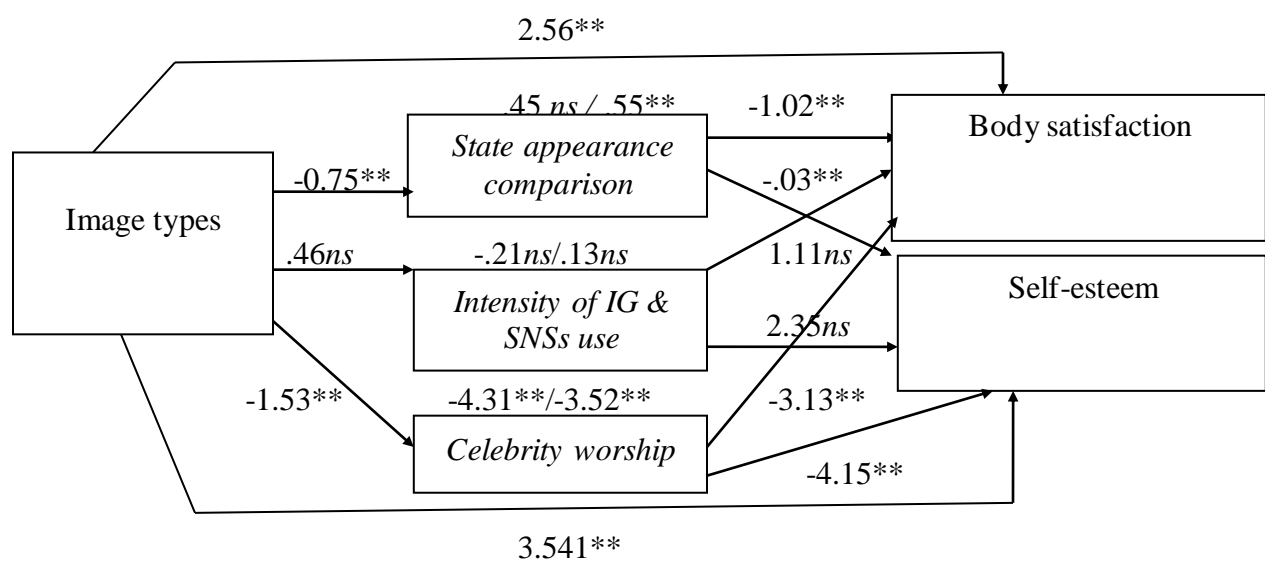 2.56**
.45 ns / .55**
-1.02**
Body satisfaction
State appearance
comparison
-0.75**
-.03**
Image types
.46ns
-.21ns/.13ns
1.11ns
Self-esteem
Intensity of IG &
SNSs use
2.35ns
-1.53**
-4.31**/-3.52**
-3.13**
Celebrity worship
-4.15**
3.541**